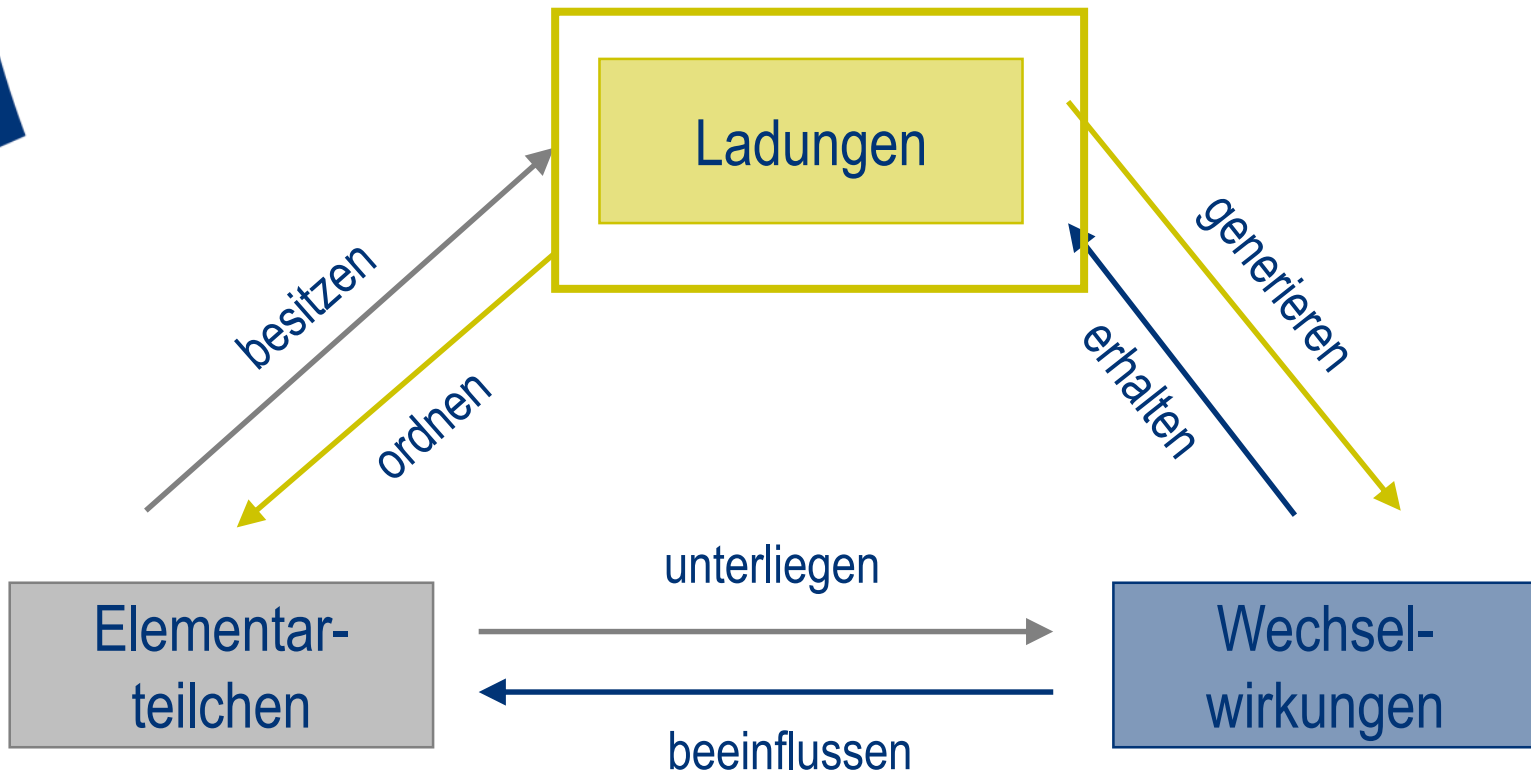 Ladungen
besitzen
ordnen
generieren
erhalten
unterliegen
Elementar-
teilchen
Wechsel-
wirkungen
beeinflussen